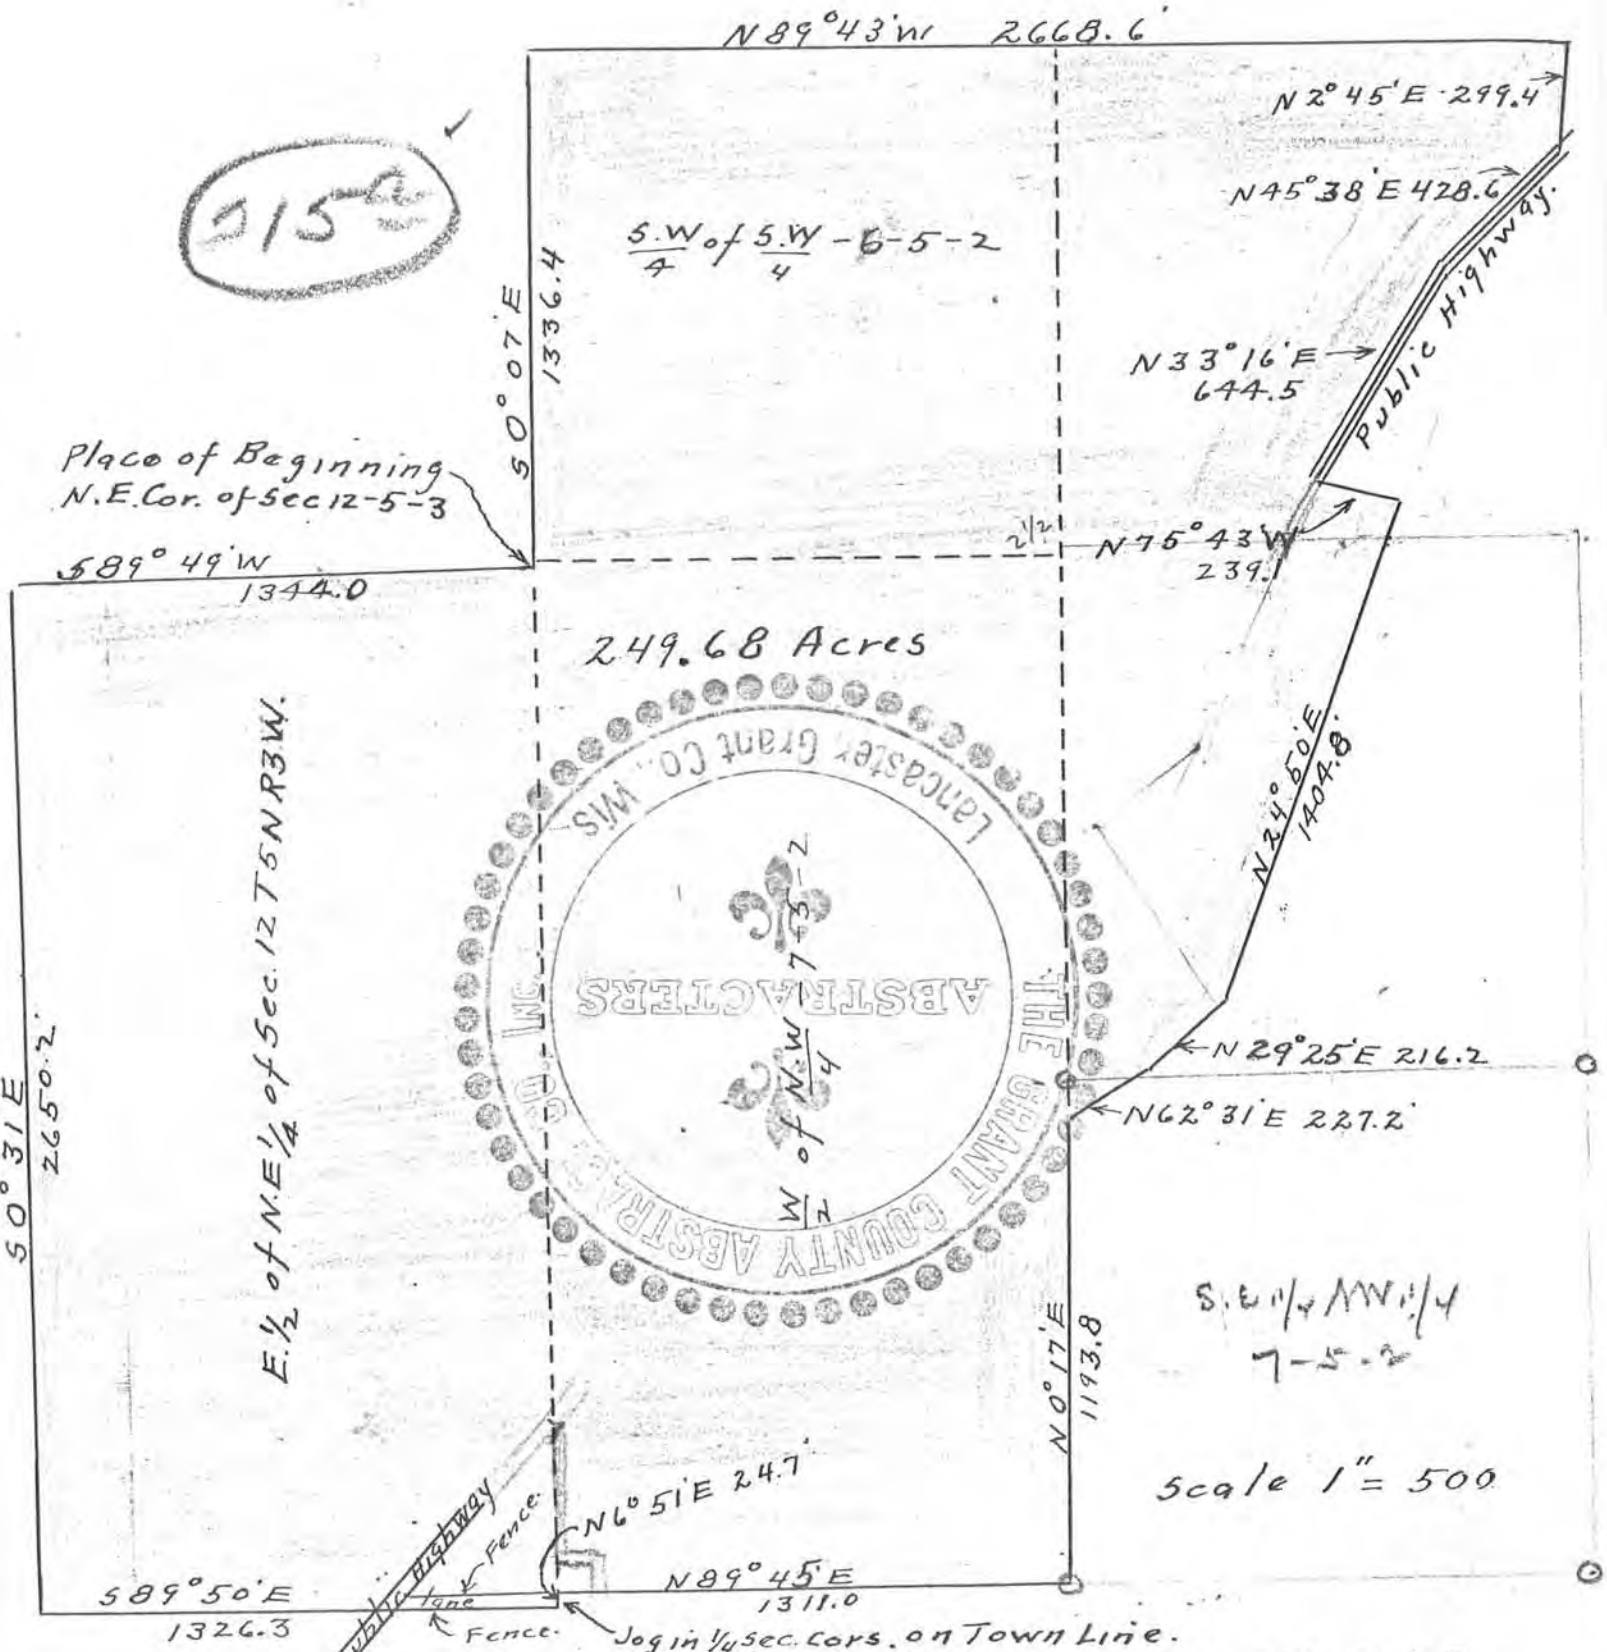 N89°43'W 2668.6'
N2°45'E 299.4
N45°38'E 428.6
Public Highway.
S.W/4 of S.W/4 - 6-5-2
S0°07'E
1336.4
N33°16'E
644.5
Place of Beginning
N.E. Cor. of Sec 12-5-3
N75°43'W
239.1
S89°49'W
1344.0
249.68 Acres
E.1/2 of N.E.1/4 of Sec. 12 T5N R3W.
S0°31E
2650.2'
THE GRANT COUNTY
Lancaster, Grant Co., Wis
ABSTRACTERS
W/2 of N.W/4 - 7-5-2
N24°50'E
1404.8'
N29°25'E 216.2
N62°31'E 227.2'
N0°17'E
1193.8
S.E 1/4 NW 1/4
7-5-2
Scale 1" = 500
N6°51'E 24.7'
Highway
Fence.
lane
Fence.
S89°50'E
1326.3
N89°45'E
1311.0
Jog in 1/4 Sec. Cors. on Town Line.